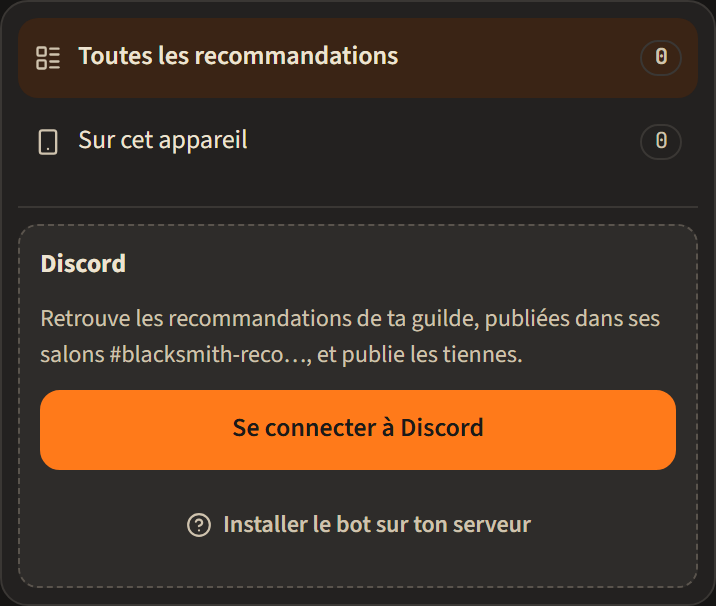 Toutes les recommandations 0
Sur cet appareil 0
Discord
Retrouve les recommandations de ta guilde, publiées dans ses
salons #blacksmith-reco…, et publie les tiennes.
Se connecter à Discord
Installer le bot sur ton serveur